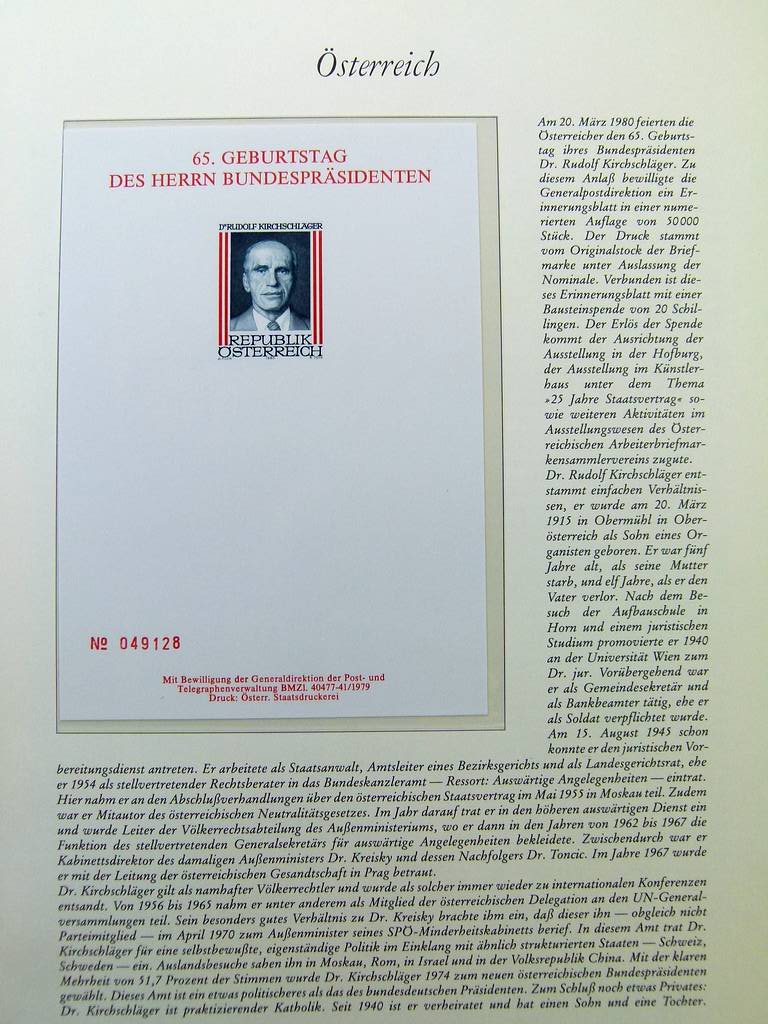 Österreich
65. GEBURTSTAG
DES HERRN BUNDESPRÄSIDENTEN
DR RUDOLF KIRCHSCHLÄGER
REPUBLIK
ÖSTERREICH
Nº 049128
Mit Bewilligung der Generaldirektion der Post- und
Telegraphenverwaltung BMZl. 40477-41/1979
Druck: Österr. Staatsdruckerei
Am 20. März 1980 feierten die
Österreicher den 65. Geburts-
tag ihres Bundespräsidenten
Dr. Rudolf Kirchschläger. Zu
diesem Anlaß bewilligte die
Generalpostdirektion ein Er-
innerungsblatt in einer nume-
rierten Auflage von 50 000
Stück. Der Druck stammt
vom Originalstock der Brief-
marke unter Auslassung der
Nominale. Verbunden ist die-
ses Erinnerungsblatt mit einer
Bausteinspende von 20 Schil-
lingen. Der Erlös der Spende
kommt der Ausrichtung der
Ausstellung in der Hofburg,
der Ausstellung im Künstler-
haus unter dem Thema
»25 Jahre Staatsvertrag« so-
wie weiteren Aktivitäten im
Ausstellungswesen des Öster-
reichischen Arbeiterbriefmar-
kensammlervereins zugute.
Dr. Rudolf Kirchschläger ent-
stammt einfachen Verhältnis-
sen, er wurde am 20. März
1915 in Obermühl in Ober-
österreich als Sohn eines Or-
ganisten geboren. Er war fünf
Jahre alt, als seine Mutter
starb, und elf Jahre, als er den
Vater verlor. Nach dem Be-
such der Aufbauschule in
Horn und einem juristischen
Studium promovierte er 1940
an der Universität Wien zum
Dr. jur. Vorübergehend war
er als Gemeindesekretär und
als Bankbeamter tätig, ehe er
als Soldat verpflichtet wurde.
Am 15. August 1945 schon
konnte er den juristischen Vor-
bereitungsdienst antreten. Er arbeitete als Staatsanwalt, Amtsleiter eines Bezirksgerichts und als Landesgerichtsrat, ehe
er 1954 als stellvertretender Rechtsberater in das Bundeskanzleramt — Ressort: Auswärtige Angelegenheiten — eintrat.
Hier nahm er an den Abschlußverhandlungen über den österreichischen Staatsvertrag im Mai 1955 in Moskau teil. Zudem
war er Mitautor des österreichischen Neutralitätsgesetzes. Im Jahr darauf trat er in den höheren auswärtigen Dienst ein
und wurde Leiter der Völkerrechtsabteilung des Außenministeriums, wo er dann in den Jahren von 1962 bis 1967 die
Funktion des stellvertretenden Generalsekretärs für auswärtige Angelegenheiten bekleidete. Zwischendurch war er
Kabinettsdirektor des damaligen Außenministers Dr. Kreisky und dessen Nachfolgers Dr. Toncic. Im Jahre 1967 wurde
er mit der Leitung der österreichischen Gesandtschaft in Prag betraut.
Dr. Kirchschläger gilt als namhafter Völkerrechtler und wurde als solcher immer wieder zu internationalen Konferenzen
entsandt. Von 1956 bis 1965 nahm er unter anderem als Mitglied der österreichischen Delegation an den UN-General-
versammlungen teil. Sein besonders gutes Verhältnis zu Dr. Kreisky brachte ihm ein, daß dieser ihn — obgleich nicht
Parteimitglied — im April 1970 zum Außenminister seines SPÖ-Minderheitskabinetts berief. In diesem Amt trat Dr.
Kirchschläger für eine selbstbewußte, eigenständige Politik im Einklang mit ähnlich strukturierten Staaten — Schweiz,
Schweden — ein. Auslandsbesuche sahen ihn in Moskau, Rom, in Israel und in der Volksrepublik China. Mit der klaren
Mehrheit von 51,7 Prozent der Stimmen wurde Dr. Kirchschläger 1974 zum neuen österreichischen Bundespräsidenten
gewählt. Dieses Amt ist ein etwas politischeres als das des bundesdeutschen Präsidenten. Zum Schluß noch etwas Privates:
Dr. Kirchschläger ist praktizierender Katholik. Seit 1940 ist er verheiratet und hat einen Sohn und eine Tochter.